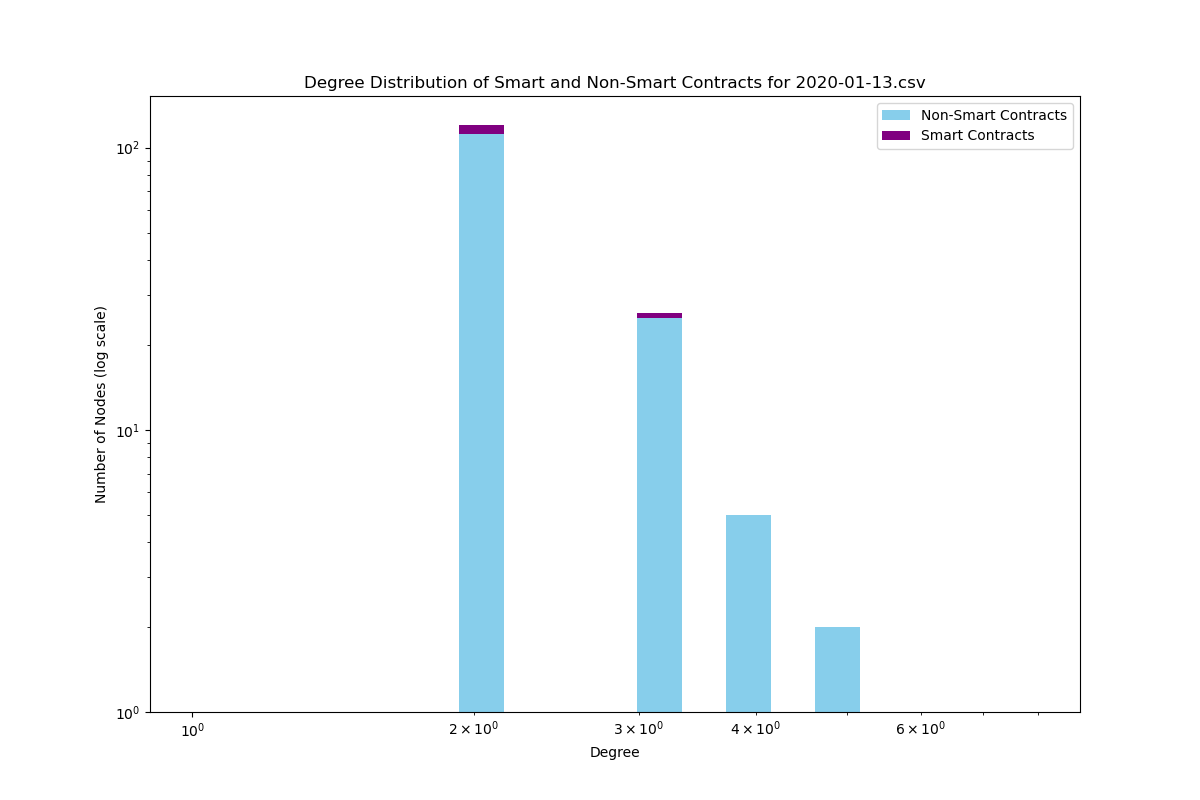 Degree Distribution of Smart and Non-Smart Contracts for 2020-01-13.csv
Non-Smart Contracts
Smart Contracts
Number of Nodes (log scale)
10²
10¹
10⁰
10⁰
2 × 10⁰
3 × 10⁰
4 × 10⁰
6 × 10⁰
Degree